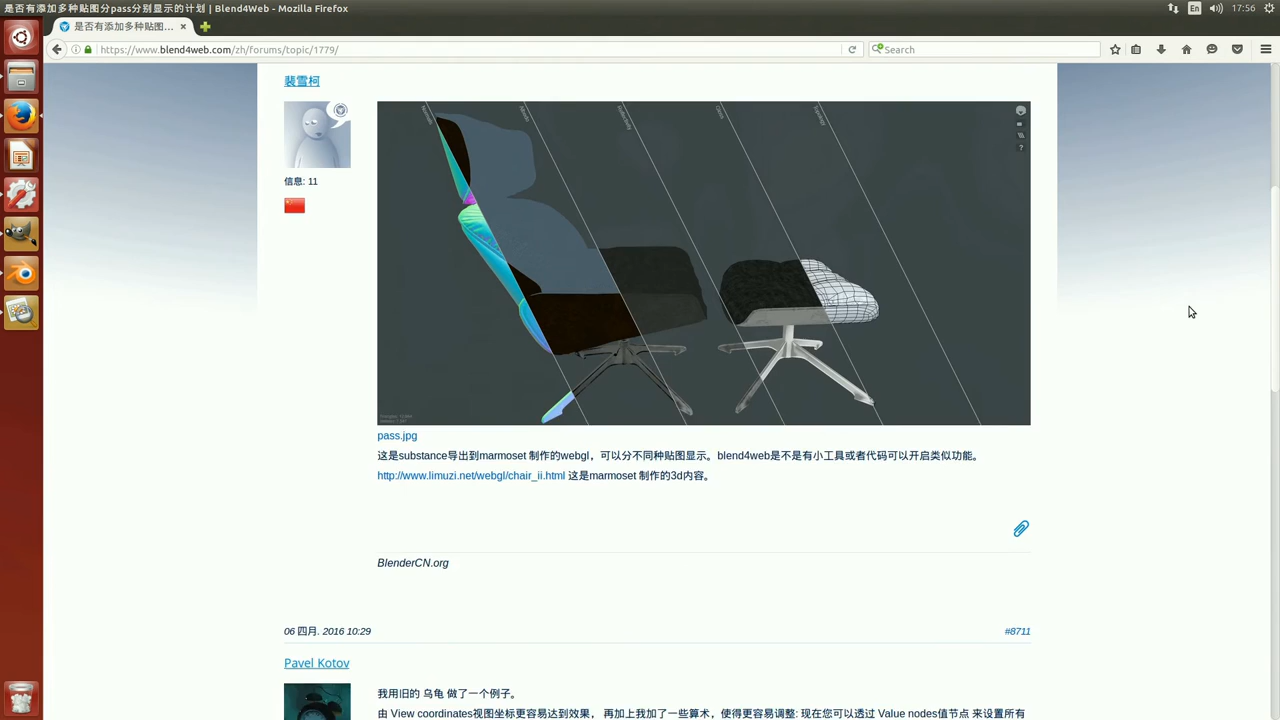 是否有添加多种贴图分pass分别显示的计划 | Blend4Web - Mozilla Firefox
En
17:56
是否有添加多种贴图...
https://www.blend4web.com/zh/forums/topic/1779/
Search
裴雪柯
信息: 11
Normals
Albedo
Reflectivity
Gloss
Topology
?
pass.jpg
这是substance导出到marmoset 制作的webgl，可以分不同种贴图显示。blend4web是不是有小工具或者代码可以开启类似功能。
http://www.limuzi.net/webgl/chair_ii.html 这是marmoset 制作的3d内容。
BlenderCN.org
06 四月. 2016 10:29
#8711
Pavel Kotov
我用旧的 乌龟 做了一个例子。
由 View coordinates视图坐标更容易达到效果， 再加上我加了一些算术，使得更容易调整: 现在您可以透过 Value nodes值节点 来设置所有